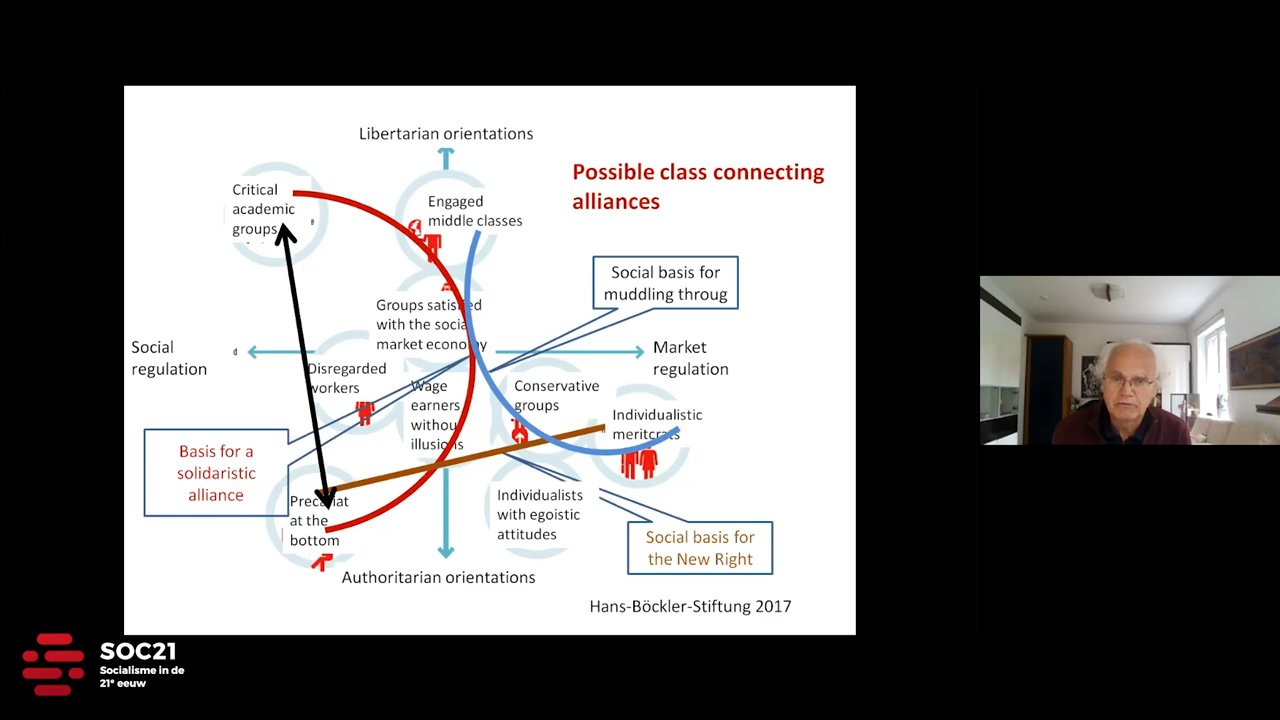 Libertarian orientations
Possible class connecting
alliances
Critical
academic
groups
e
Engaged
middle classes
Social basis for
muddling throug
Groups satisfied
with the social
market economy
Social
regulation
d
Market
regulation
Disregarded
workers
Wage
earners
without
illusions
Conservative
groups
Individualistic
meritcrats
Basis for a
solidaristic
alliance
Precariat
at the
bottom
Individualists
with egoistic
attitudes
Social basis for
the New Right
Authoritarian orientations
Hans-Böckler-Stiftung 2017
SOC21
Socialisme in de
21e eeuw